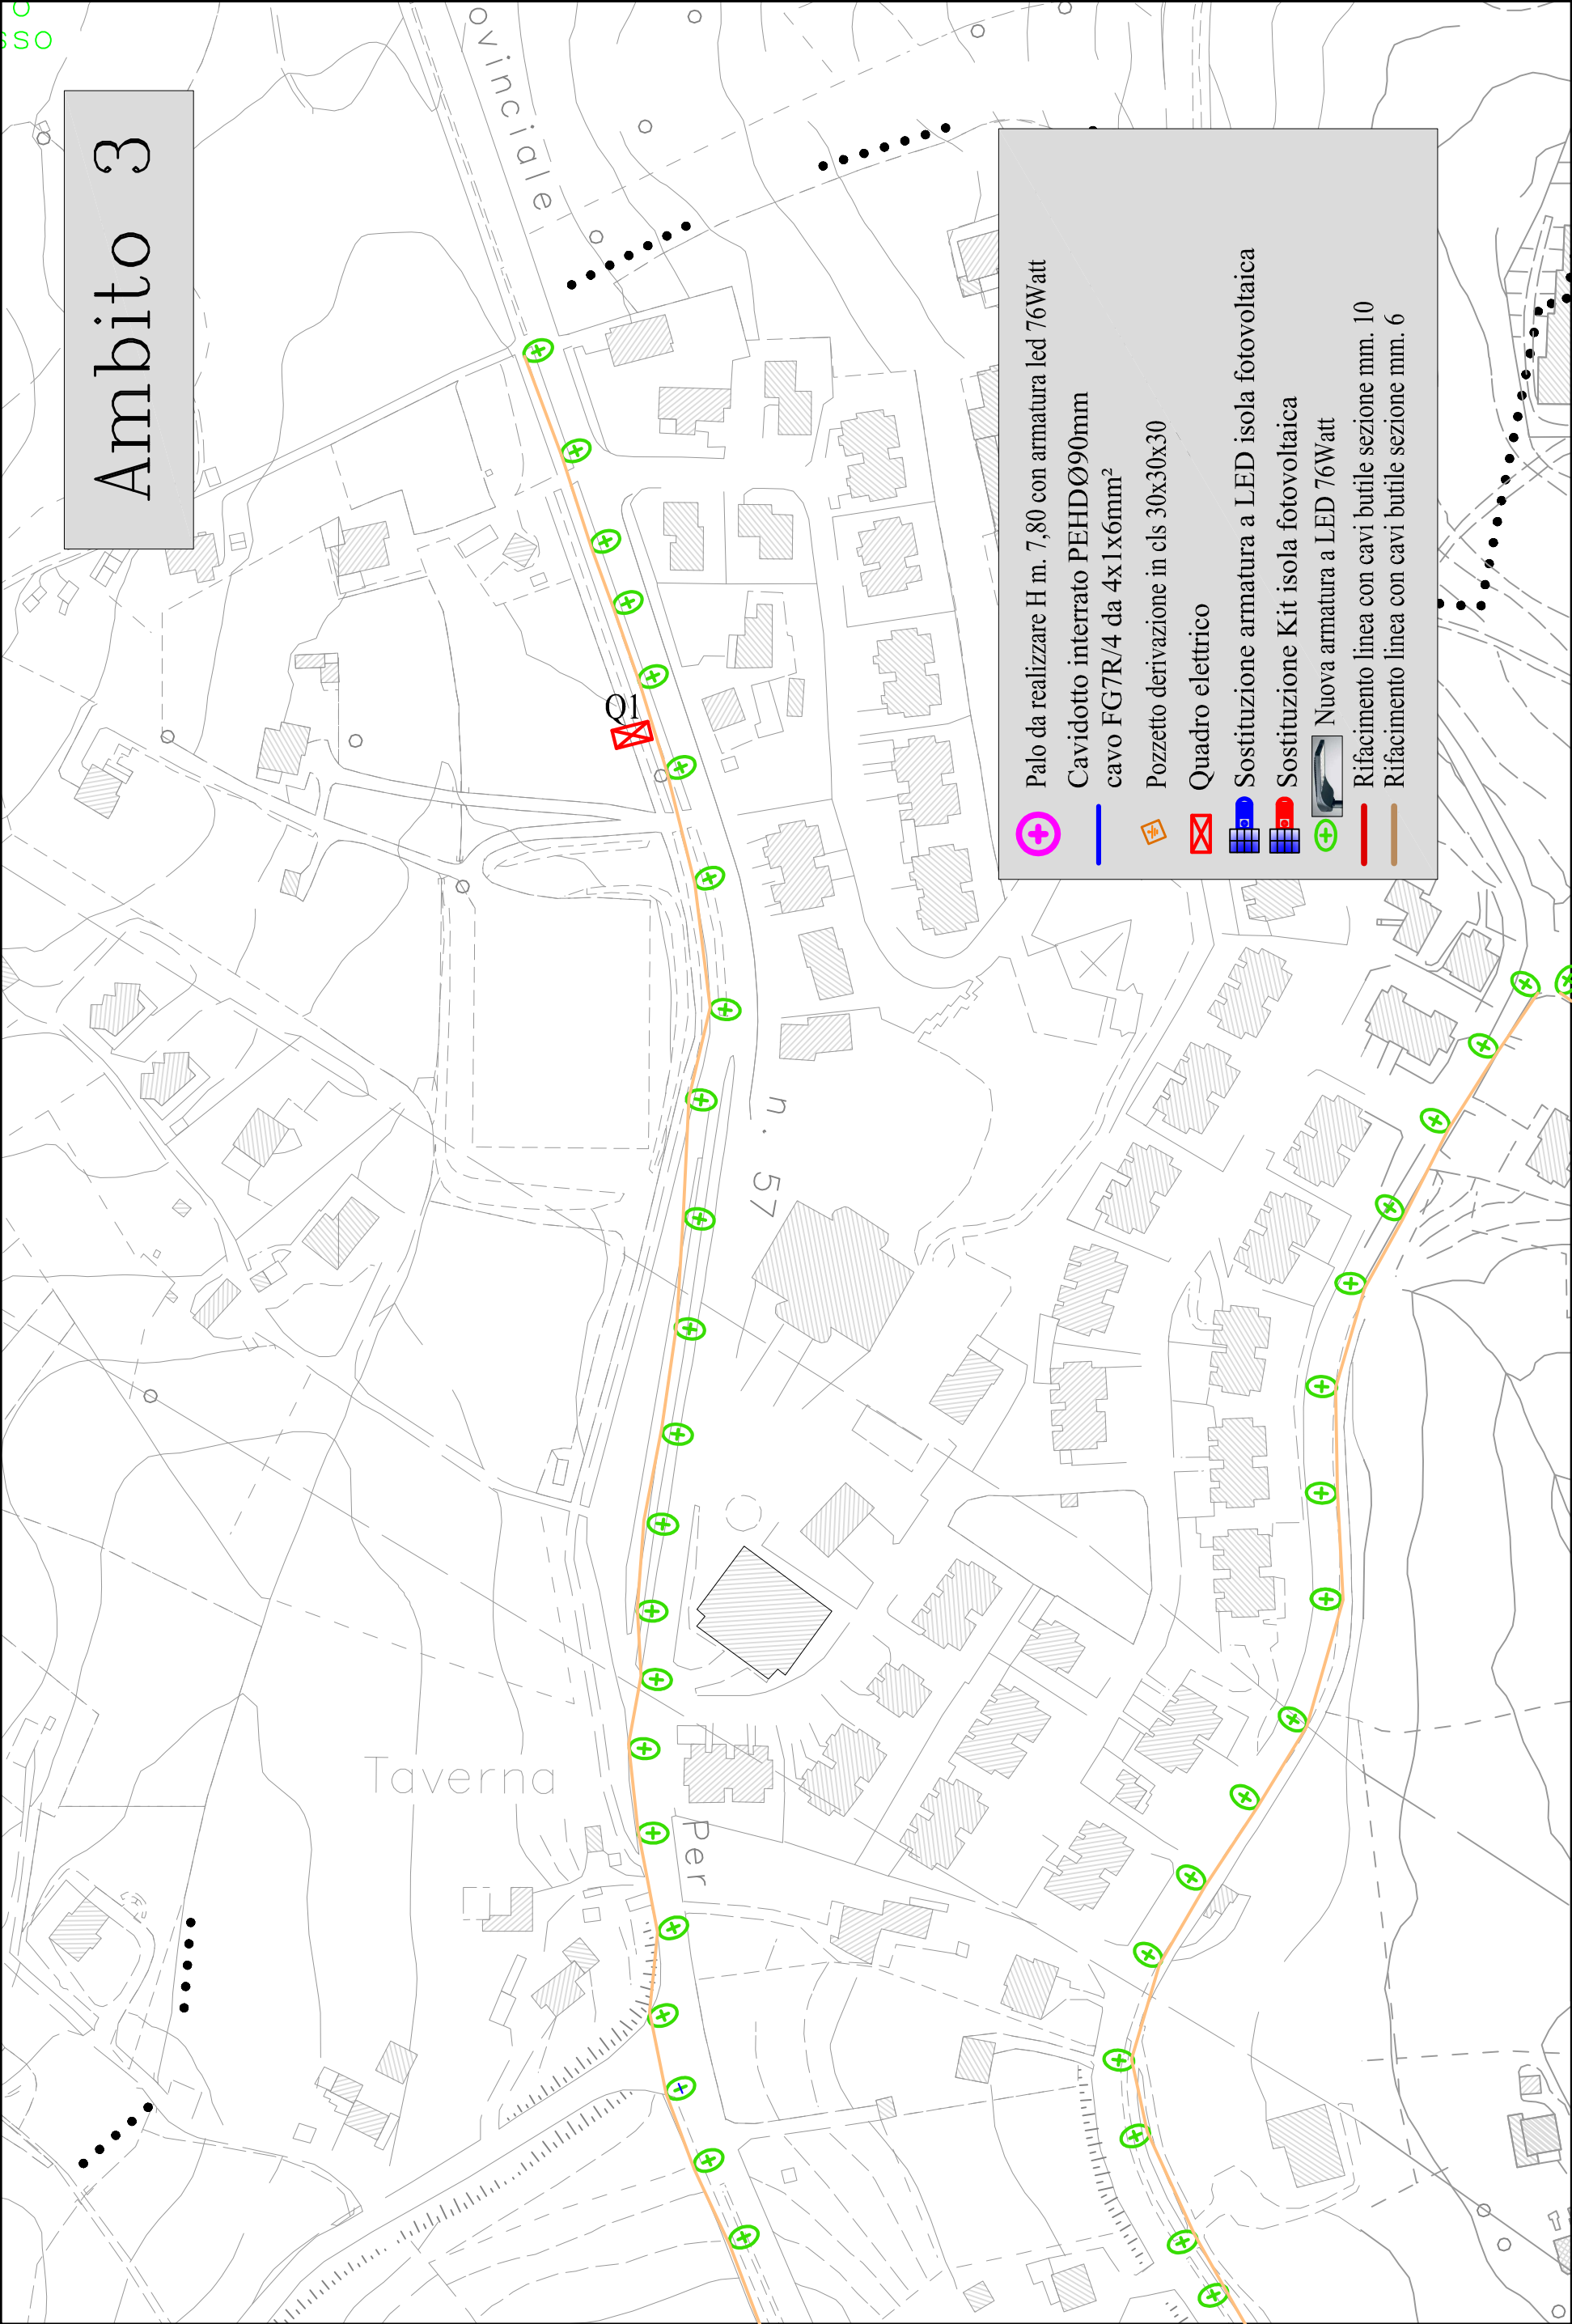 Ambito 3
Palo da realizzare H m. 7,80 con armatura led 76Watt
Cavidotto interrato PEHDØ90mm
cavo FG7R/4 da 4x1x6mm²
Pozzetto derivazione in cls 30x30x30
Quadro elettrico
Sostituzione armatura a LED isola fotovoltaica
Sostituzione Kit isola fotovoltaica
Nuova armatura a LED 76Watt
Rifacimento linea con cavi butile sezione mm. 10
Rifacimento linea con cavi butile sezione mm. 6
O
SSO
ovinciale
Q1
n. 57
Taverna
Per